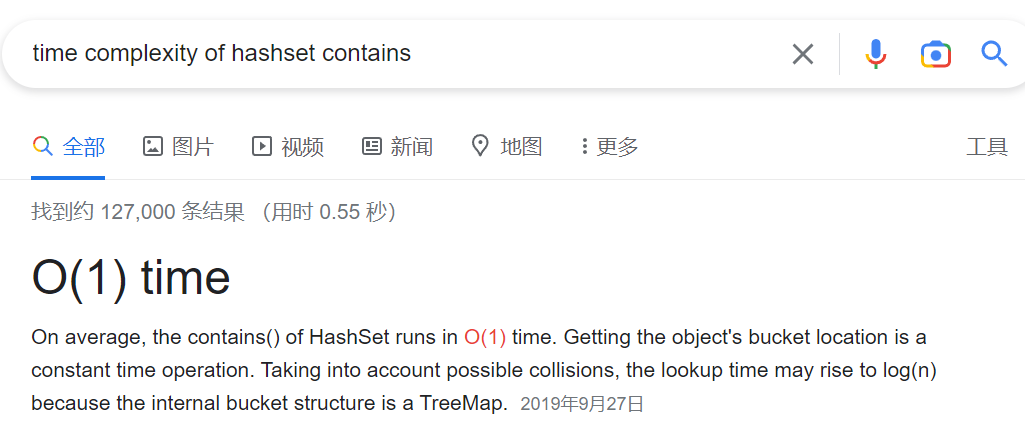 time complexity of hashset contains
全部 图片 视频 新闻 地图 更多 工具
找到约 127,000 条结果 （用时 0.55 秒）
O(1) time
On average, the contains() of HashSet runs in O(1) time. Getting the object's bucket location is a
constant time operation. Taking into account possible collisions, the lookup time may rise to log(n)
because the internal bucket structure is a TreeMap. 2019年9月27日